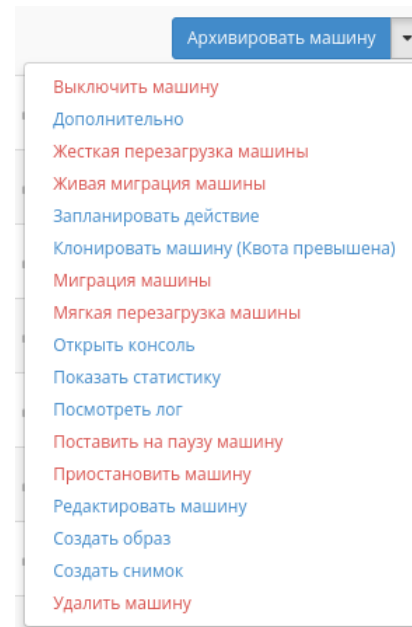 Архивировать машину
Выключить машину
Дополнительно
Жесткая перезагрузка машины
Живая миграция машины
Запланировать действие
Клонировать машину (Квота превышена)
Миграция машины
Мягкая перезагрузка машины
Открыть консоль
Показать статистику
Посмотреть лог
Поставить на паузу машину
Приостановить машину
Редактировать машину
Создать образ
Создать снимок
Удалить машину